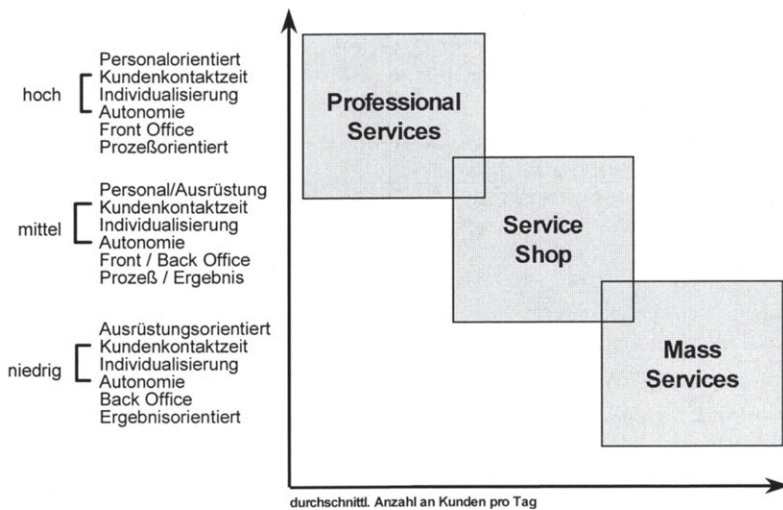 Personalorientiert
hoch
Kundenkontaktzeit
Individualisierung
Autonomie
Front Office
Prozeßorientiert
Professional
Services
Personal/Ausrüstung
mittel
Kundenkontaktzeit
Individualisierung
Autonomie
Front / Back Office
Prozeß / Ergebnis
Service
Shop
Ausrüstungsorientiert
niedrig
Kundenkontaktzeit
Individualisierung
Autonomie
Back Office
Ergebnisorientiert
Mass
Services
durchschnittl. Anzahl an Kunden pro Tag